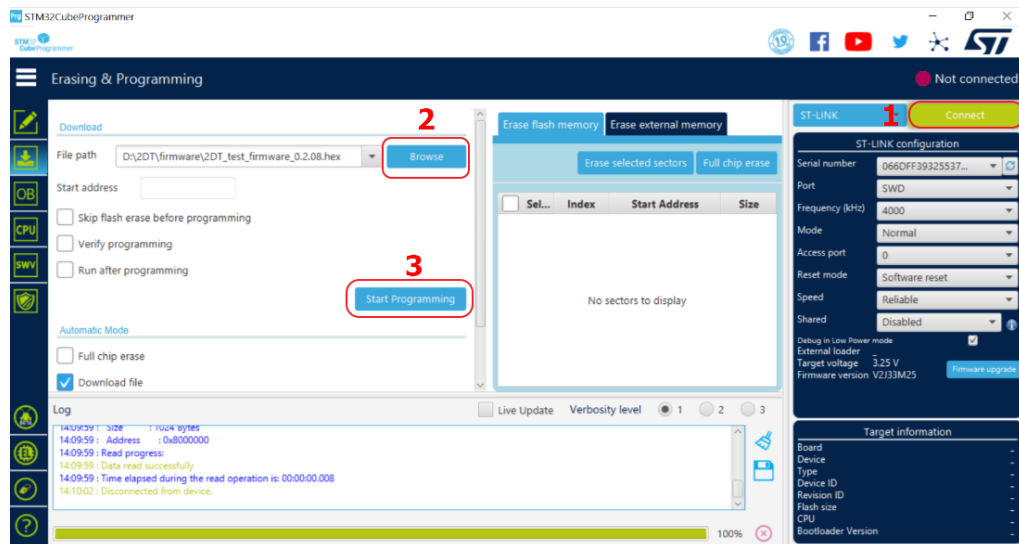 Prg STM32CubeProgrammer
STM32
CubeProgrammer
19
ST
Erasing & Programming
Not connected
Download
2
File path
D:\2DT\firmware\2DT_test_firmware_0.2.08.hex
Browse
Start address
Skip flash erase before programming
Verify programming
Run after programming
3
Start Programming
Automatic Mode
Full chip erase
Download file
OB
CPU
SWV
Erase flash memory
Erase external memory
Erase selected sectors
Full chip erase
Sel... Index Start Address Size
No sectors to display
ST-LINK
1
Connect
ST-LINK configuration
Serial number 066DFF39325537...
Port SWD
Frequency (kHz) 4000
Mode Normal
Access port 0
Reset mode Software reset
Speed Reliable
Shared Disabled
Debug in Low Power mode
External loader _
Target voltage 3.25 V
Firmware version V2J33M25
Firmware upgrade
Log
Live Update Verbosity level 1 2 3
14:09:59 : Size : 1024 Bytes
14:09:59 : Address : 0x8000000
14:09:59 : Read progress:
14:09:59 : Data read successfully
14:09:59 : Time elapsed during the read operation is: 00:00:00.008
14:10:02 : Disconnected from device.
100%
Target information
Board -
Device -
Type -
Device ID -
Revision ID -
Flash size -
CPU -
Bootloader Version -
?